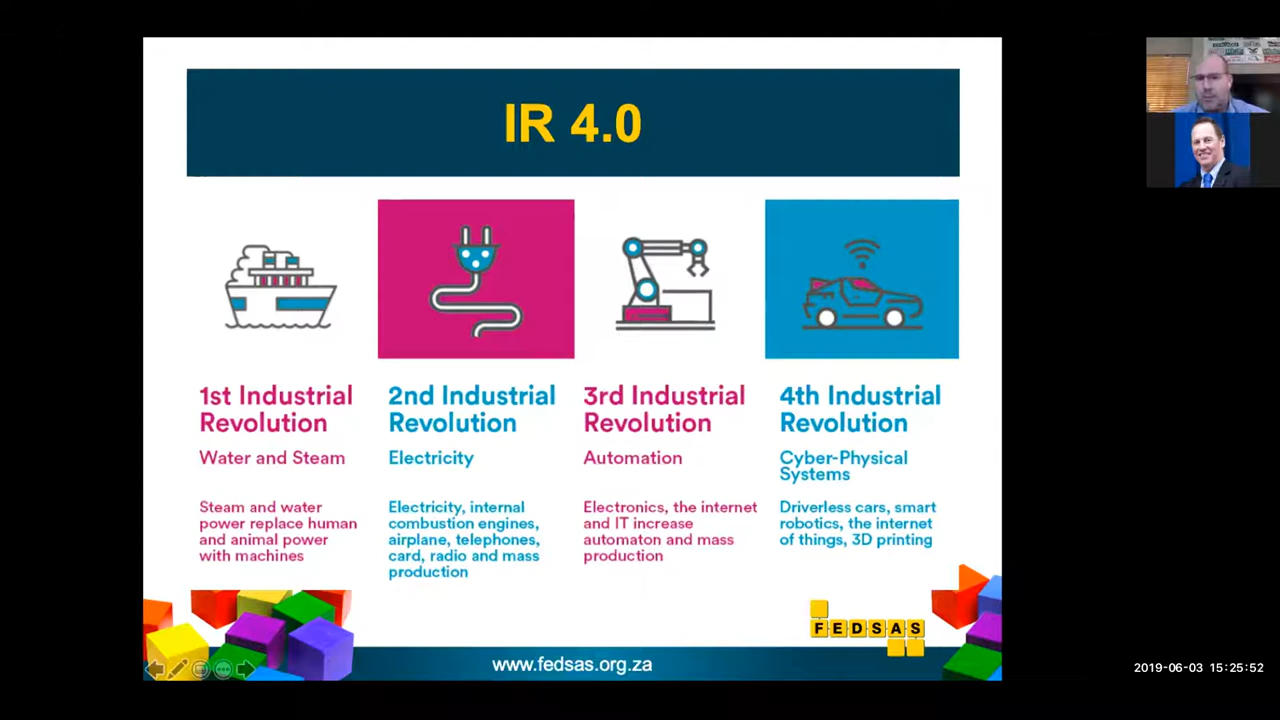 IR 4.0
1st Industrial
Revolution
Water and Steam
Steam and water
power replace human
and animal power
with machines
2nd Industrial
Revolution
Electricity
Electricity, internal
combustion engines,
airplane, telephones,
card, radio and mass
production
3rd Industrial
Revolution
Automation
Electronics, the internet
and IT increase
automaton and mass
production
4th Industrial
Revolution
Cyber-Physical
Systems
Driverless cars, smart
robotics, the internet
of things, 3D printing
FEDSAS
www.fedsas.org.za
2019-06-03 15:25:52